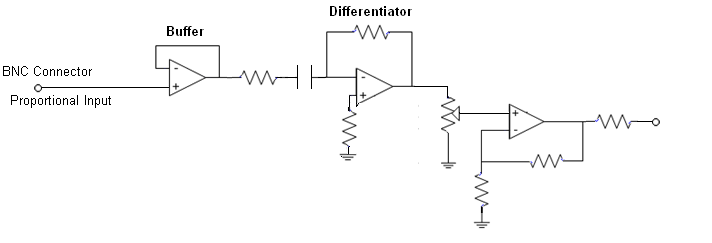 Differentiator
Buffer
BNC Connector
Proportional Input
-
+
-
+
+
-